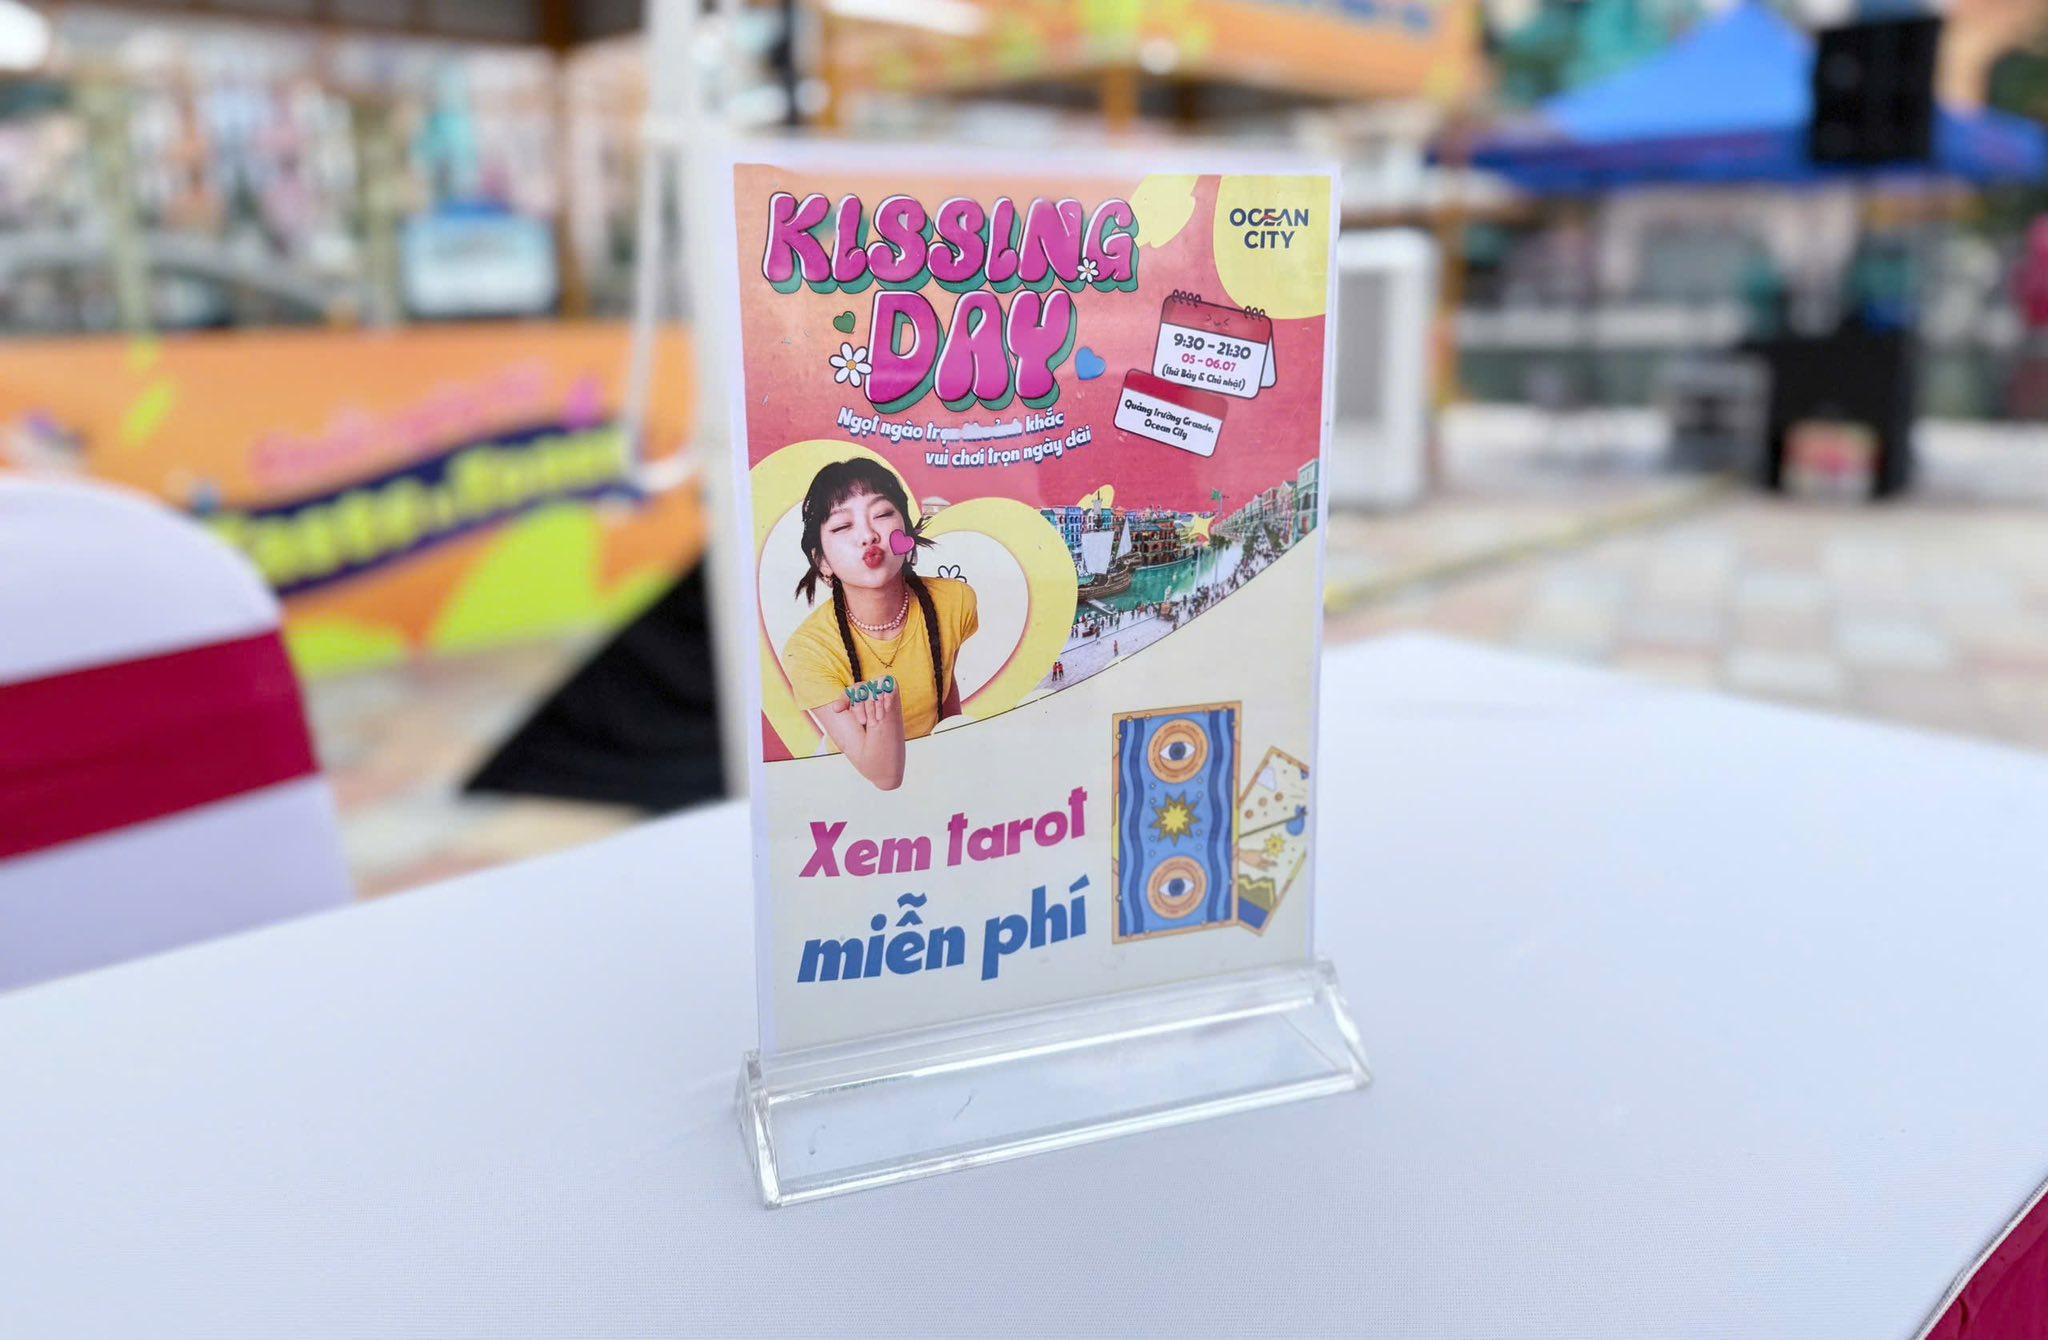 KISSING
DAY
OCEAN
CITY
9:30 - 21:30
05 - 06.07
(thứ Bảy & Chủ nhật)
Quảng trường Grande,
Ocean City
Ngọt ngào trọn khoảnh khắc
vui chơi trọn ngày dài
XOXO
Xem tarot
miễn phí